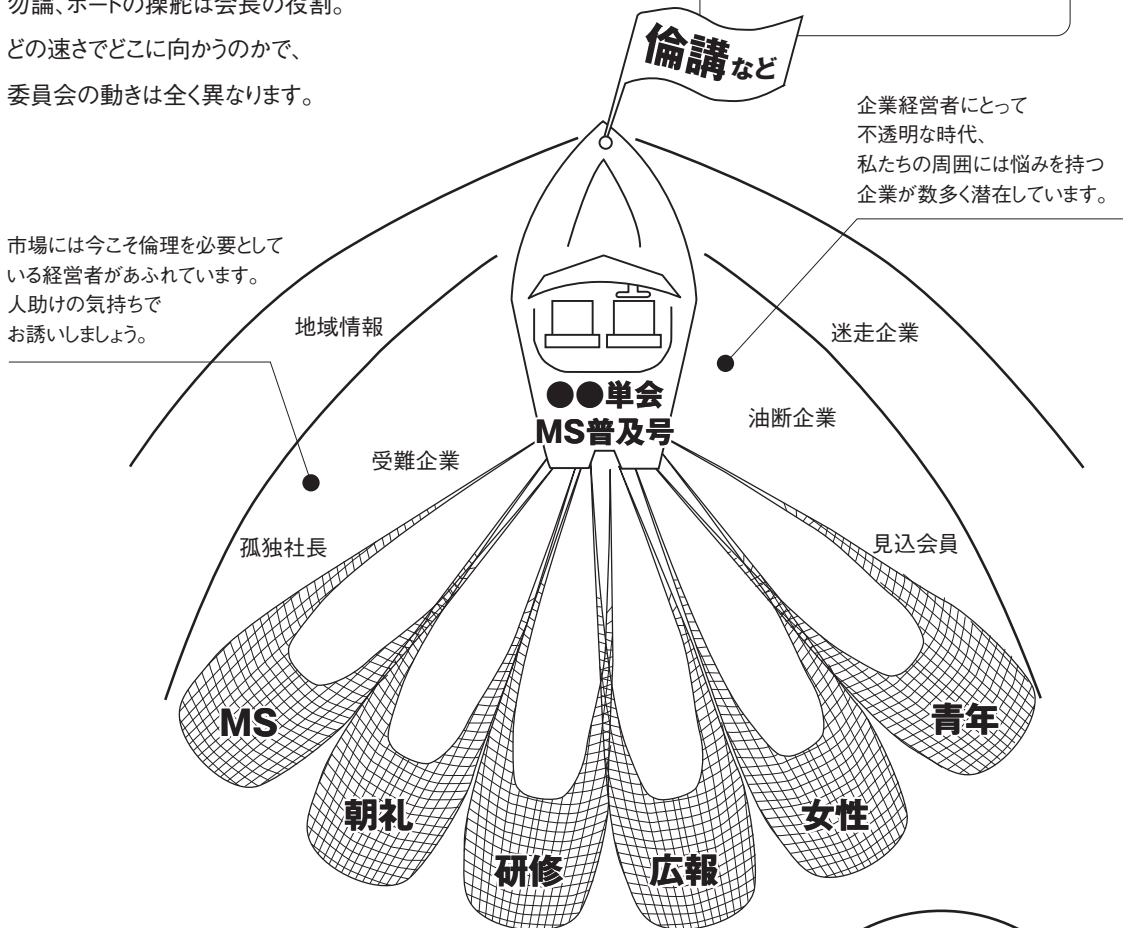 勿論、ボートの操舵は会長の役割。
どの速さでどこに向かうのかで、
委員会の動きは全く異なります。
倫講など
企業経営者にとって
不透明な時代、
私たちの周囲には悩みを持つ
企業が数多く潜在しています。
市場には今こそ倫理を必要として
いる経営者があふれています。
人助けの気持ちで
お誘いしましょう。
地域情報
迷走企業
●●単会
MS普及号
油断企業
受難企業
孤独社長
見込会員
MS
朝礼
研修
広報
女性
青年